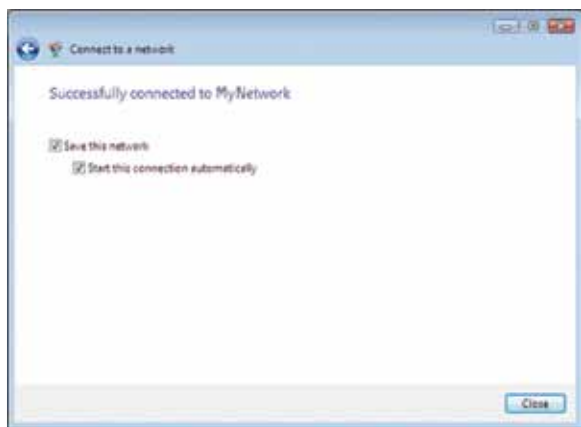 Connect to a network
Successfully connected to MyNetwork
Save this network
Start this connection automatically
Close